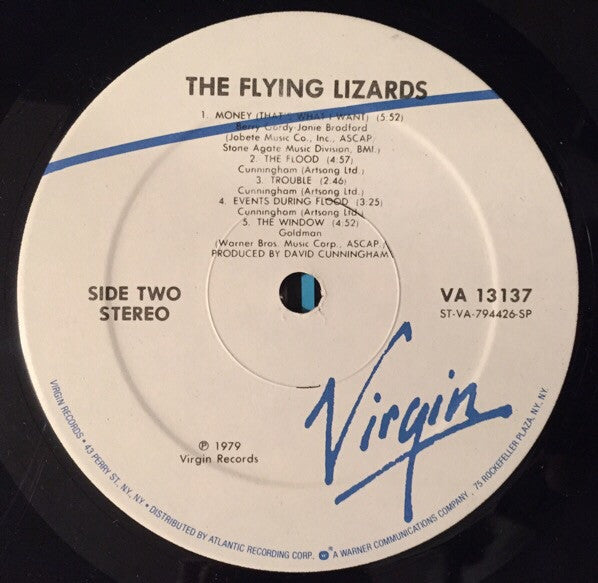 THE FLYING LIZARDS
1. MONEY (THAT'S WHAT I WANT) (5:52)
Berry Gordy-Janie Bradford
(Jobete Music Co., Inc., ASCAP,
Stone Agate Music Division, BMI.)
2. THE FLOOD (4:57)
Cunningham (Artsong Ltd.)
3. TROUBLE (2:46)
Cunningham (Artsong Ltd.)
4. EVENTS DURING FLOOD (3:25)
Cunningham (Artsong Ltd.)
5. THE WINDOW (4:52)
Goldman
(Warner Bros. Music Corp., ASCAP)
PRODUCED BY DAVID CUNNINGHAM
SIDE TWO
STEREO
VA 13137
ST-VA-794426-SP
Virgin
℗ 1979
Virgin Records
VIRGIN RECORDS • 43 PERRY ST., NY., NY. • DISTRIBUTED BY ATLANTIC RECORDING CORP. W ® A WARNER COMMUNICATIONS COMPANY . 75 ROCKEFELLER PLAZA, NY., NY.